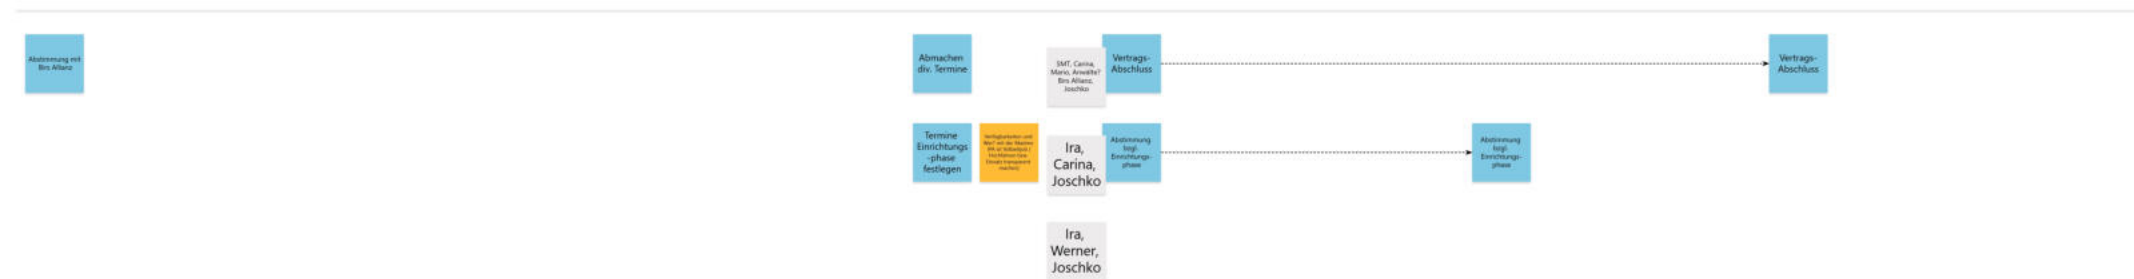 Abstimmung mit
Birs Allianz
Abmachen
div. Termine
SMT, Carina,
Mario, Anwälte?
Birs Allianz,
Joschko
Vertrags-
Abschluss
Vertrags-
Abschluss
Termine
Einrichtungs
-phase
festlegen
Ira,
Carina,
Joschko
Abstimmung
bzgl.
Einrichtungs-
phase
Abstimmung
bzgl.
Einrichtungs-
phase
Ira,
Werner,
Joschko